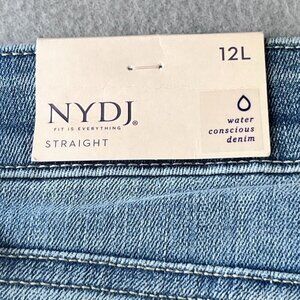 12L
NYDJ®
FIT IS EVERYTHING
STRAIGHT
water
conscious
denim